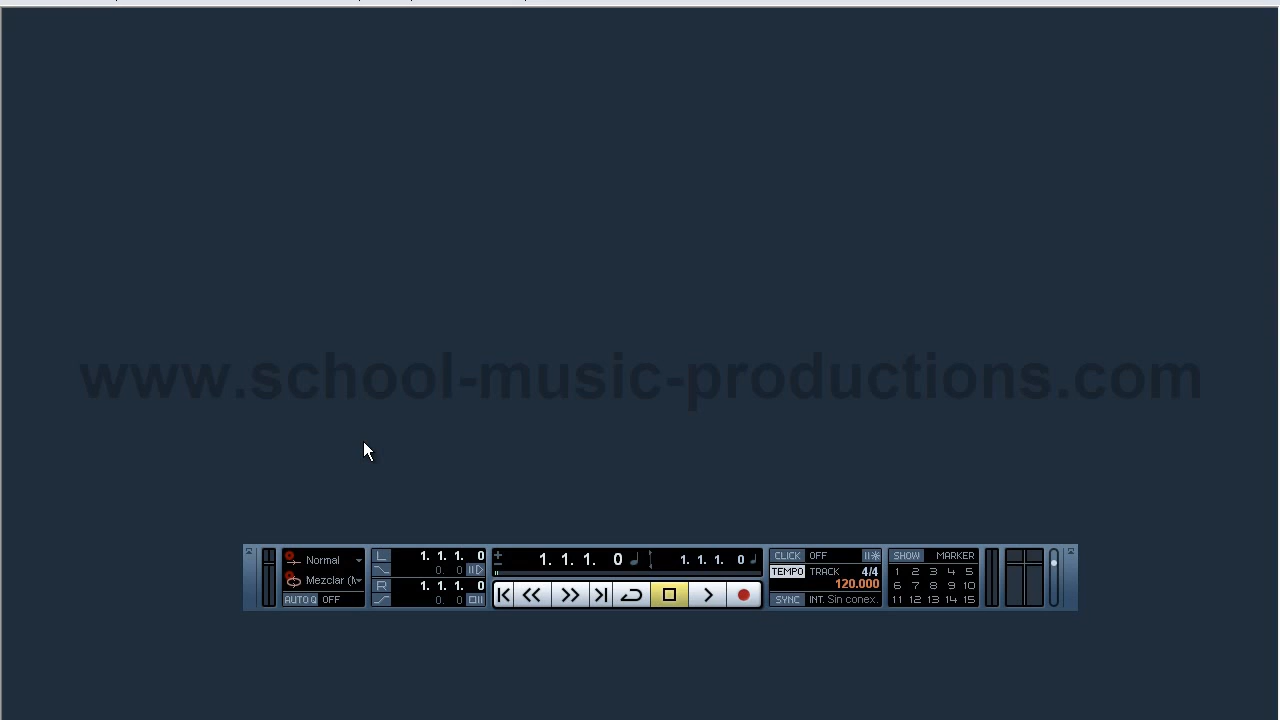 www.school-music-productions.com
Normal
Mezclar (M
AUTO Q OFF
L 1. 1. 1. 0
0. 0
R 1. 1. 1. 0
0. 0
1. 1. 1. 0
1. 1. 1. 0
CLICK OFF
TEMPO TRACK 4/4
120.000
SYNC INT. Sin conex.
SHOW MARKER
1 2 3 4 5
6 7 8 9 10
11 12 13 14 15